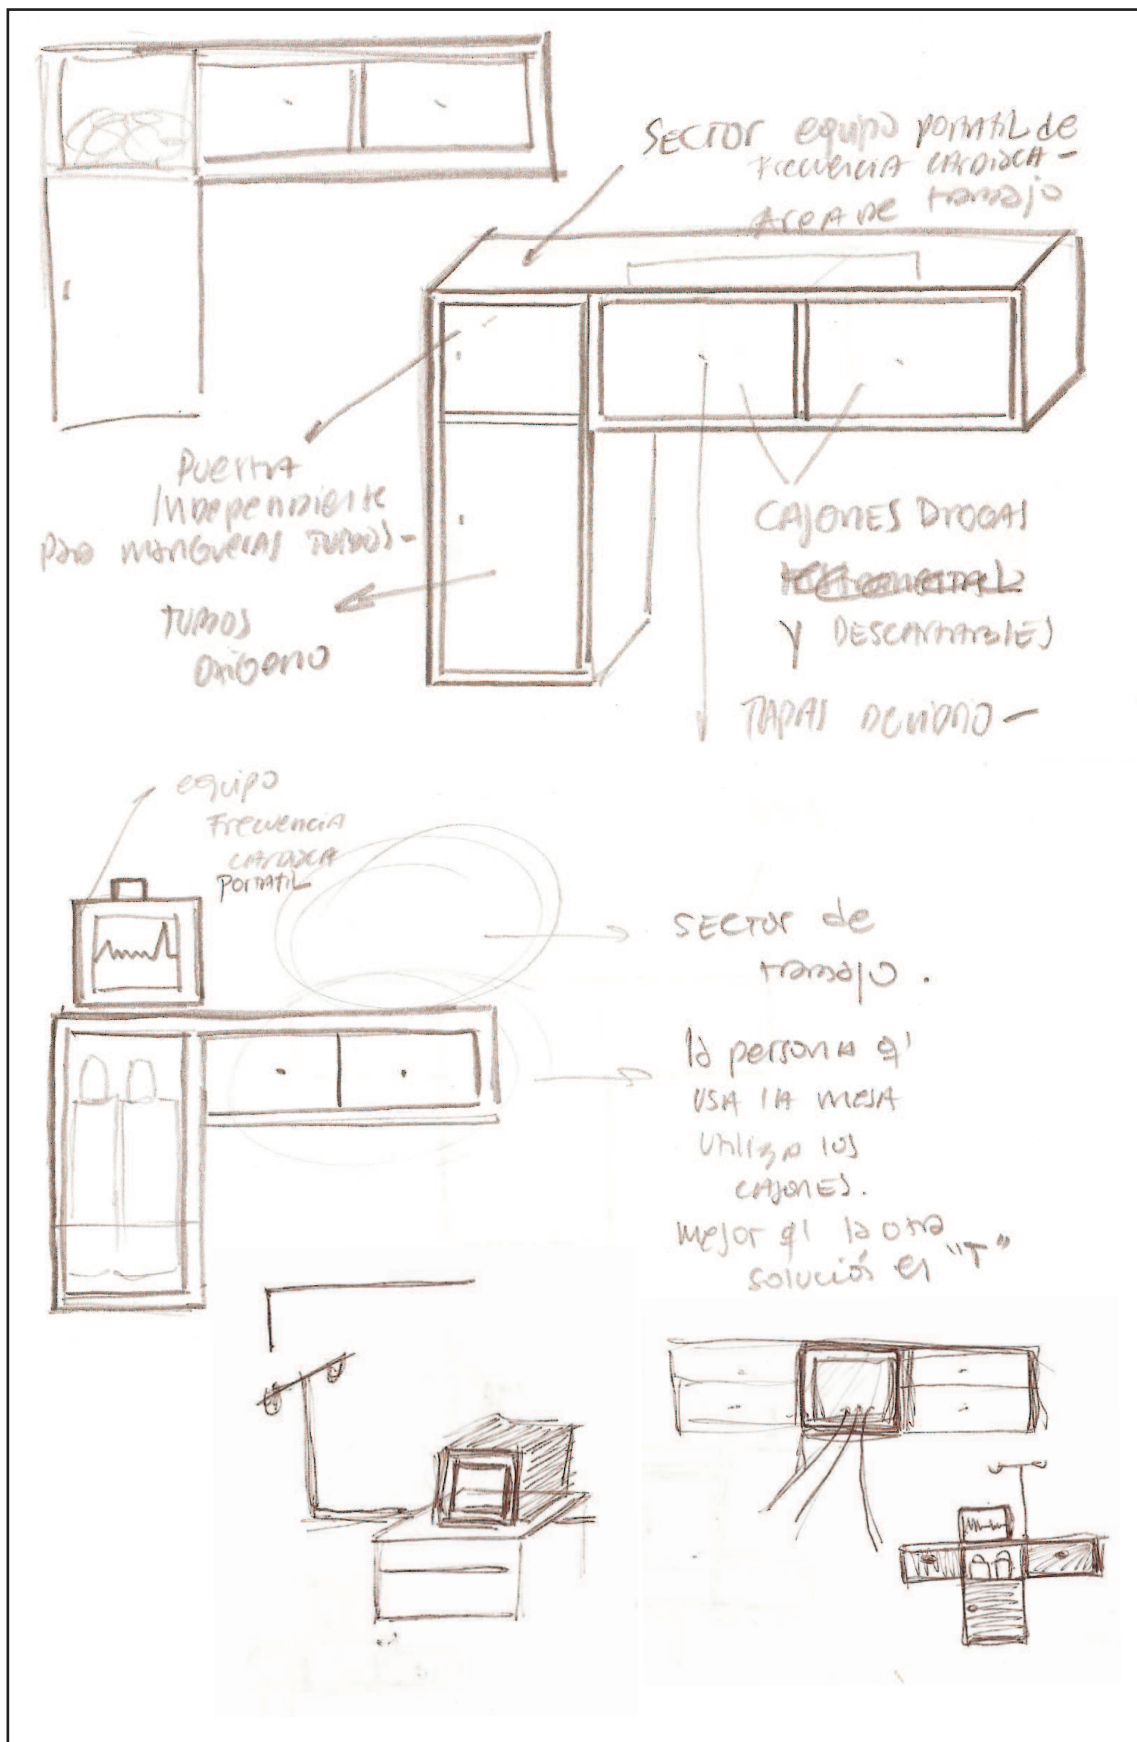 SECTOR equipo portatil de
Frecuencia CARDIACA -
AreA De trabajo
Puerta
Independiente
para mangueras TUBOS -
TUBOS
Oxigeno
CAJONES DROGAS
Y DESCARTABLES
TAPAS DE VIDRIO -
equipo
Frecuencia
CARDIACA
PORTATIL
SECTOR de
trabajo.
la persona q'
USA LA MESA
Utiliza los
CAJONES.
Mejor q' la otra
solución en "T"